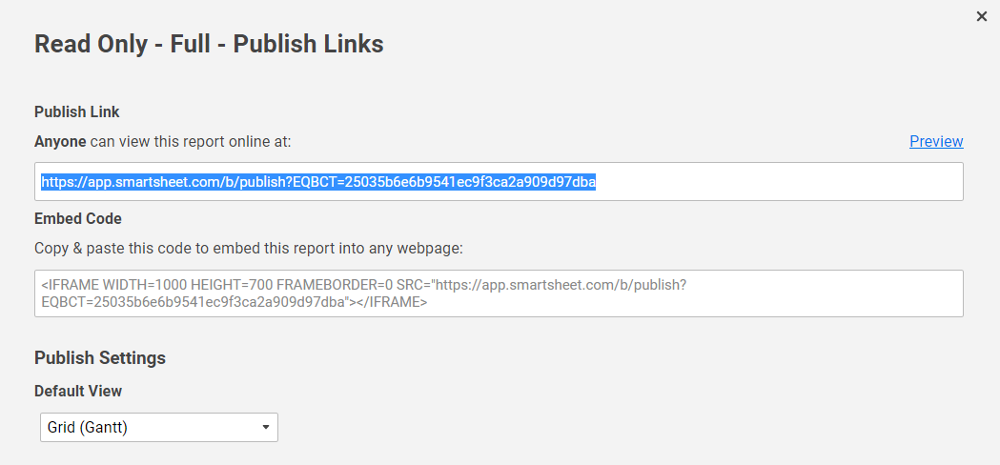 Read Only - Full - Publish Links
Publish Link
Anyone can view this report online at:
Preview
https://app.smartsheet.com/b/publish?EQBCT=25035b6e6b9541ec9f3ca2a909d97dba
Embed Code
Copy & paste this code to embed this report into any webpage:
<IFRAME WIDTH=1000 HEIGHT=700 FRAMEBORDER=0 SRC="https://app.smartsheet.com/b/publish?
EQBCT=25035b6e6b9541ec9f3ca2a909d97dba"></IFRAME>
Publish Settings
Default View
Grid (Gantt)